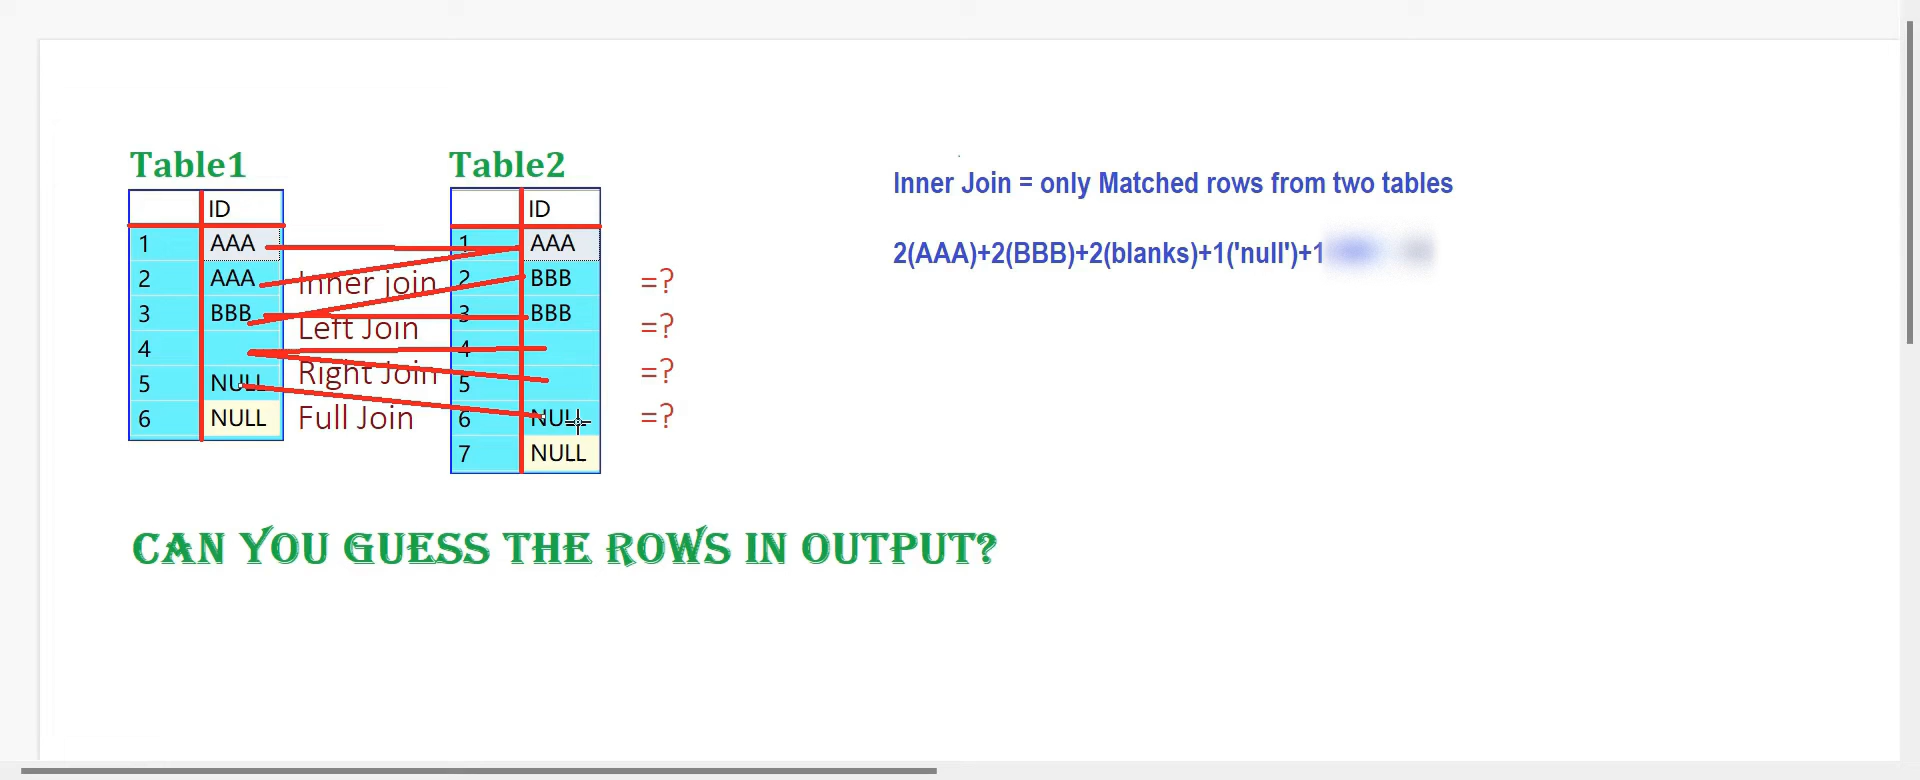 Table1 Table2
ID ID
1 AAA 1 AAA
2 AAA Inner join 2 BBB =?
3 BBB Left Join 3 BBB =?
4 4
5 NULL Right Join 5 =?
6 NULL Full Join 6 NULL =?
7 NULL
Inner Join = only Matched rows from two tables
2(AAA)+2(BBB)+2(blanks)+1('null')+1
CAN YOU GUESS THE ROWS IN OUTPUT?